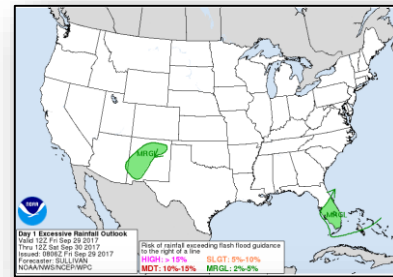 MRGL
MRGL
NOAA
Day 1 Excessive Rainfall Outlook
Valid 12Z Fri Sep 29 2017
Thru 12Z Sat Sep 30 2017
Issued: 0808Z Fri Sep 29 2017
Forecaster: SULLIVAN
NOAA/NWS/NCEP/WPC
Risk of rainfall exceeding flash flood guidance
to the right of a line
HIGH: > 15%
SLGT: 5%-10%
MDT: 10%-15%
MRGL: 2%-5%